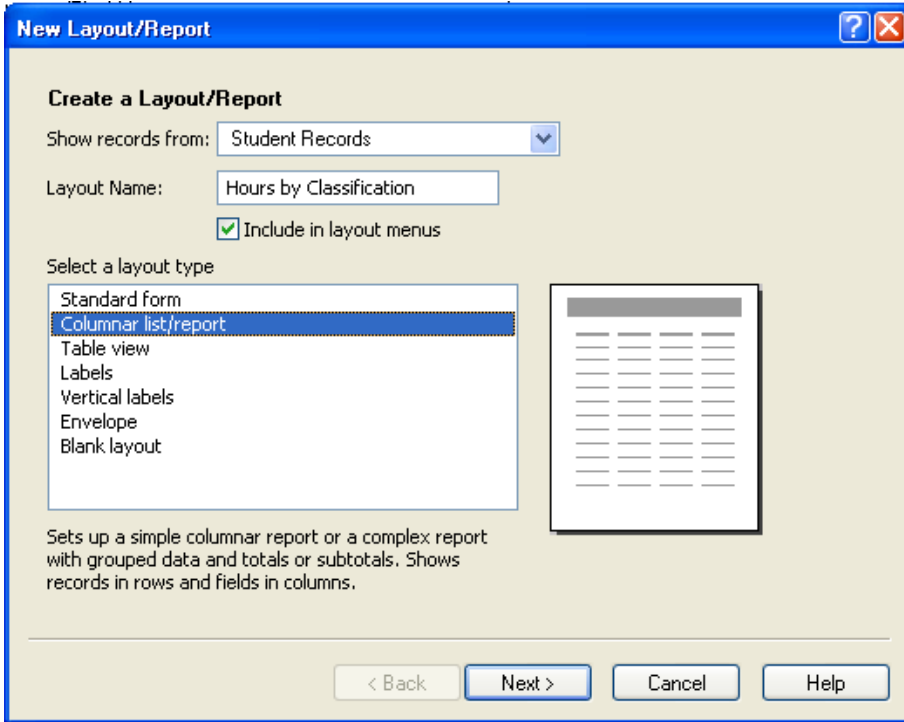 New Layout/Report
Create a Layout/Report
Show records from: Student Records
Layout Name: Hours by Classification
Include in layout menus
Select a layout type
Standard form
Columnar list/report
Table view
Labels
Vertical labels
Envelope
Blank layout
Sets up a simple columnar report or a complex report
with grouped data and totals or subtotals. Shows
records in rows and fields in columns.
< Back Next > Cancel Help